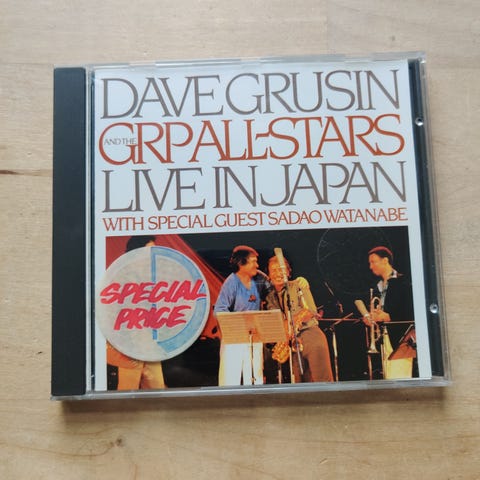 DAVE GRUSIN
AND THE GRP ALL-STARS
LIVE IN JAPAN
WITH SPECIAL GUEST SADAO WATANABE
SPECIAL
PRICE